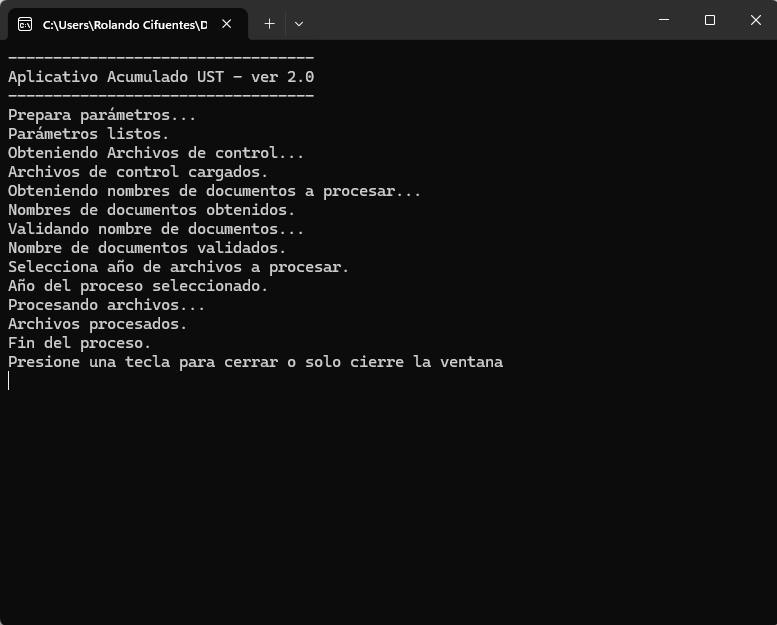 C:\Users\Rolando Cifuentes\D
---------------------------------
Aplicativo Acumulado UST - ver 2.0
---------------------------------
Prepara parámetros...
Parámetros listos.
Obteniendo Archivos de control...
Archivos de control cargados.
Obteniendo nombres de documentos a procesar...
Nombres de documentos obtenidos.
Validando nombre de documentos...
Nombre de documentos validados.
Selecciona año de archivos a procesar.
Año del proceso seleccionado.
Procesando archivos...
Archivos procesados.
Fin del proceso.
Presione una tecla para cerrar o solo cierre la ventana